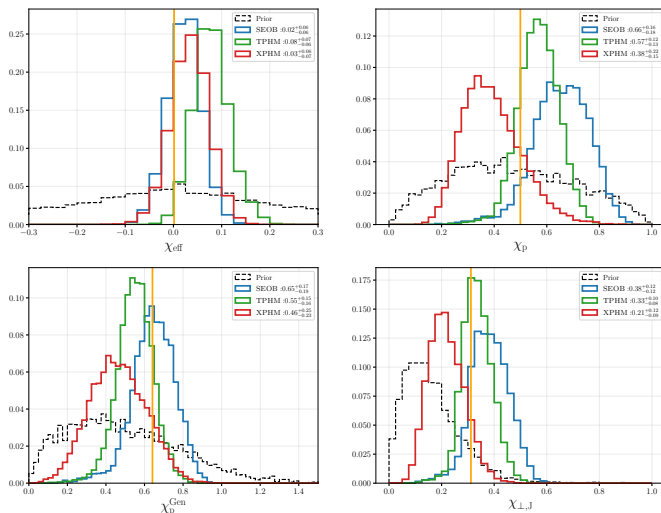 0.25
0.20
0.15
0.10
0.05
0.00
−0.3 −0.2 −0.1 0.0 0.1 0.2 0.3
χ_eff
Prior
SEOB :0.02^{+0.06}_{−0.06}
TPHM :0.08^{+0.07}_{−0.06}
XPHM :0.03^{+0.08}_{−0.07}
0.12
0.10
0.08
0.06
0.04
0.02
0.00
0.0 0.2 0.4 0.6 0.8 1.0
χ_p
Prior
SEOB :0.66^{+0.16}_{−0.18}
TPHM :0.57^{+0.12}_{−0.13}
XPHM :0.38^{+0.22}_{−0.15}
0.10
0.08
0.06
0.04
0.02
0.00
0.0 0.2 0.4 0.6 0.8 1.0 1.2 1.4
χ_p^{Gen}
Prior
SEOB :0.65^{+0.17}_{−0.19}
TPHM :0.55^{+0.15}_{−0.16}
XPHM :0.46^{+0.25}_{−0.23}
0.175
0.150
0.125
0.100
0.075
0.050
0.025
0.000
0.0 0.2 0.4 0.6 0.8 1.0
χ_{⊥,J}
Prior
SEOB :0.38^{+0.12}_{−0.12}
TPHM :0.33^{+0.10}_{−0.08}
XPHM :0.21^{+0.12}_{−0.09}